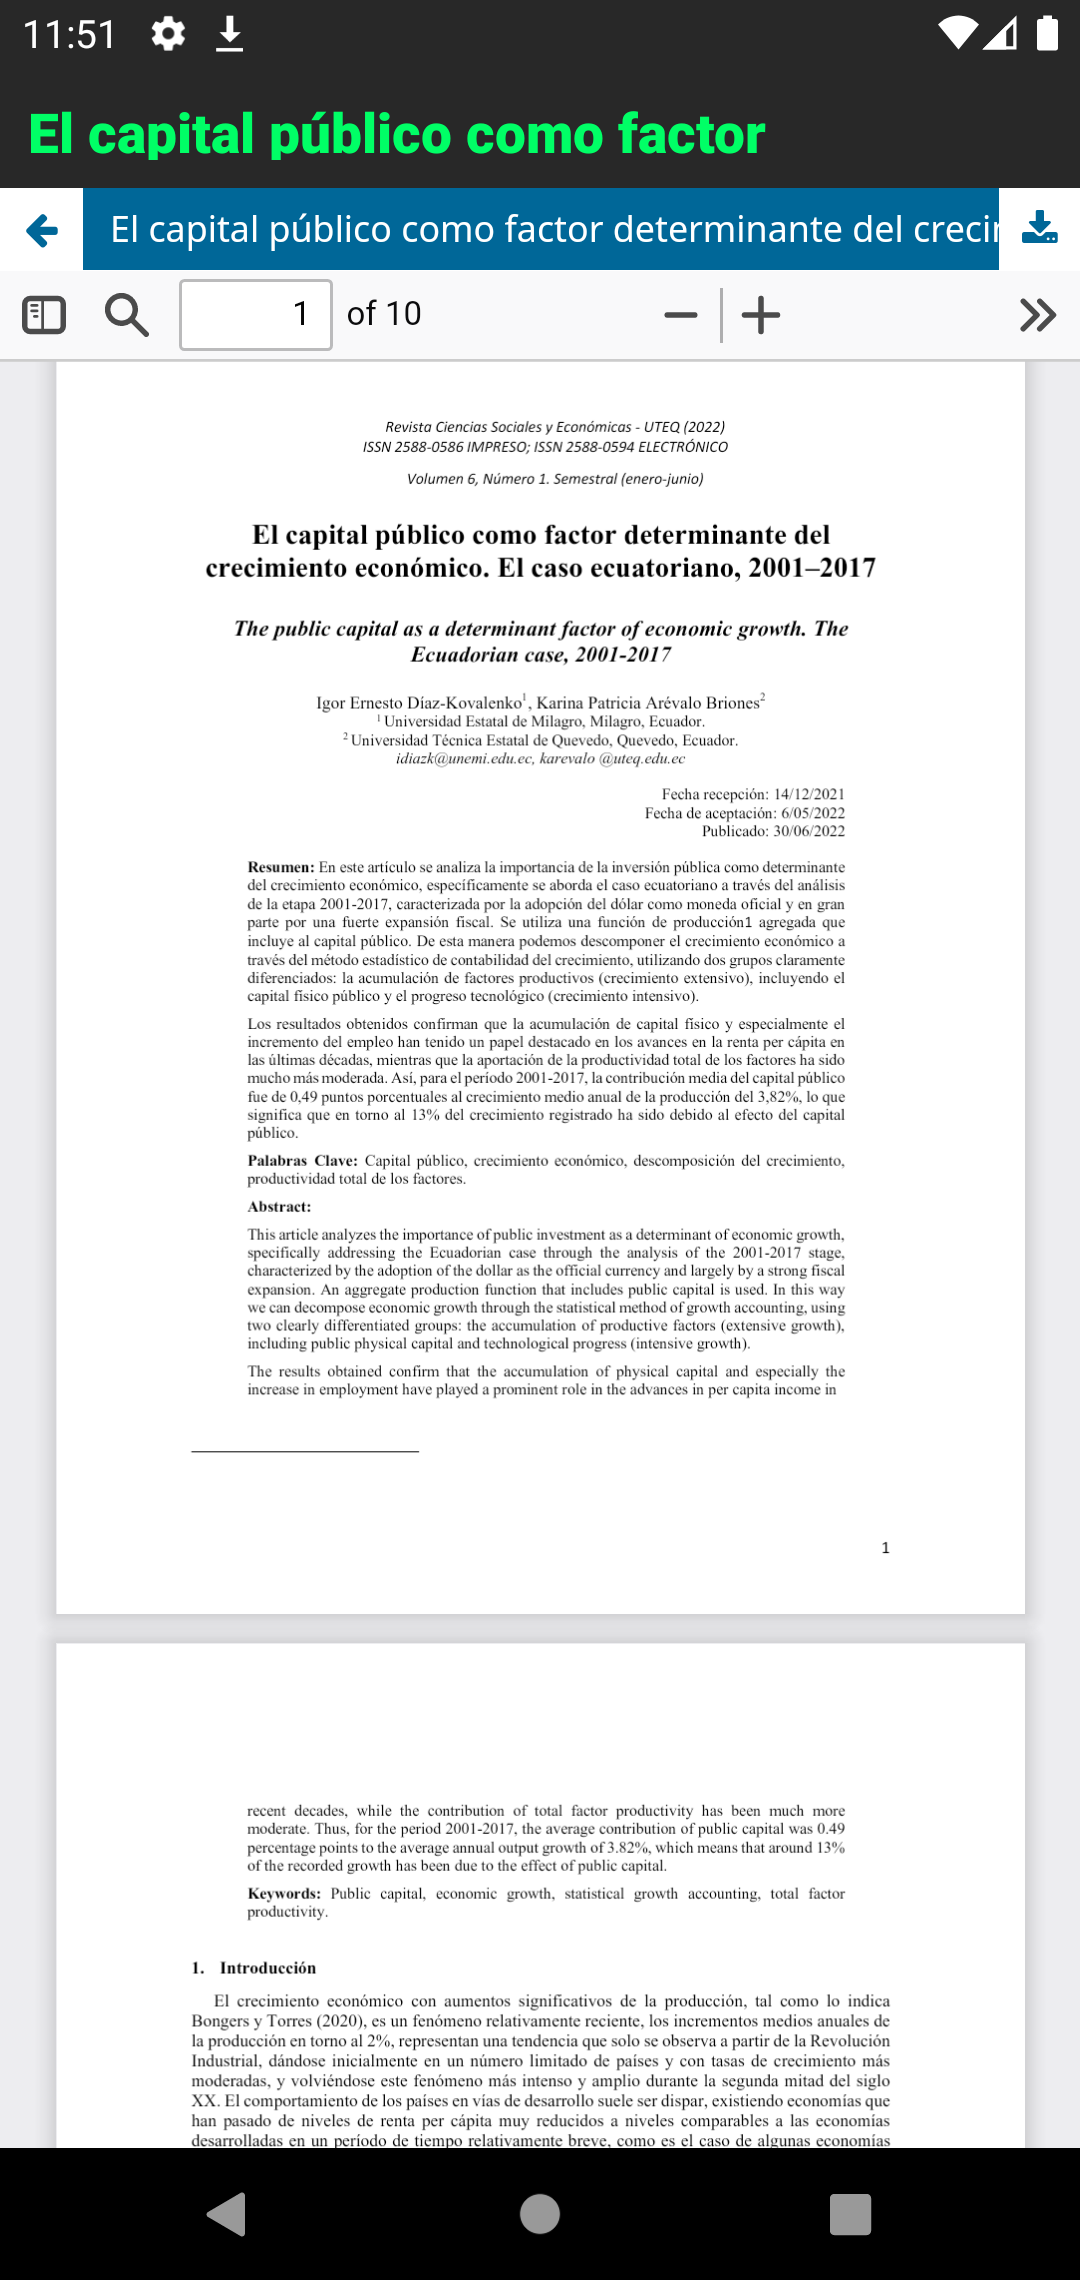 11:51
El capital público como factor
El capital público como factor determinante del creci
1 of 10
Revista Ciencias Sociales y Económicas - UTEQ (2022)
ISSN 2588-0586 IMPRESO; ISSN 2588-0594 ELECTRÓNICO
Volumen 6, Número 1. Semestral (enero-junio)
El capital público como factor determinante del
crecimiento económico. El caso ecuatoriano, 2001–2017
The public capital as a determinant factor of economic growth. The
Ecuadorian case, 2001-2017
Igor Ernesto Díaz-Kovalenko1, Karina Patricia Arévalo Briones2
1 Universidad Estatal de Milagro, Milagro, Ecuador.
2 Universidad Técnica Estatal de Quevedo, Quevedo, Ecuador.
idiazk@unemi.edu.ec, karevalo @uteq.edu.ec
Fecha recepción: 14/12/2021
Fecha de aceptación: 6/05/2022
Publicado: 30/06/2022
Resumen: En este artículo se analiza la importancia de la inversión pública como determinante
del crecimiento económico, específicamente se aborda el caso ecuatoriano a través del análisis
de la etapa 2001-2017, caracterizada por la adopción del dólar como moneda oficial y en gran
parte por una fuerte expansión fiscal. Se utiliza una función de producción1 agregada que
incluye al capital público. De esta manera podemos descomponer el crecimiento económico a
través del método estadístico de contabilidad del crecimiento, utilizando dos grupos claramente
diferenciados: la acumulación de factores productivos (crecimiento extensivo), incluyendo el
capital físico público y el progreso tecnológico (crecimiento intensivo).
Los resultados obtenidos confirman que la acumulación de capital físico y especialmente el
incremento del empleo han tenido un papel destacado en los avances en la renta per cápita en
las últimas décadas, mientras que la aportación de la productividad total de los factores ha sido
mucho más moderada. Así, para el período 2001-2017, la contribución media del capital público
fue de 0,49 puntos porcentuales al crecimiento medio anual de la producción del 3,82%, lo que
significa que en torno al 13% del crecimiento registrado ha sido debido al efecto del capital
público.
Palabras Clave: Capital público, crecimiento económico, descomposición del crecimiento,
productividad total de los factores.
Abstract:
This article analyzes the importance of public investment as a determinant of economic growth,
specifically addressing the Ecuadorian case through the analysis of the 2001-2017 stage,
characterized by the adoption of the dollar as the official currency and largely by a strong fiscal
expansion. An aggregate production function that includes public capital is used. In this way
we can decompose economic growth through the statistical method of growth accounting, using
two clearly differentiated groups: the accumulation of productive factors (extensive growth),
including public physical capital and technological progress (intensive growth).
The results obtained confirm that the accumulation of physical capital and especially the
increase in employment have played a prominent role in the advances in per capita income in
1
recent decades, while the contribution of total factor productivity has been much more
moderate. Thus, for the period 2001-2017, the average contribution of public capital was 0.49
percentage points to the average annual output growth of 3.82%, which means that around 13%
of the recorded growth has been due to the effect of public capital.
Keywords: Public capital, economic growth, statistical growth accounting, total factor
productivity.
1. Introducción
El crecimiento económico con aumentos significativos de la producción, tal como lo indica
Bongers y Torres (2020), es un fenómeno relativamente reciente, los incrementos medios anuales de
la producción en torno al 2%, representan una tendencia que solo se observa a partir de la Revolución
Industrial, dándose inicialmente en un número limitado de países y con tasas de crecimiento más
moderadas, y volviéndose este fenómeno más intenso y amplio durante la segunda mitad del siglo
XX. El comportamiento de los países en vías de desarrollo suele ser dispar, existiendo economías que
han pasado de niveles de renta per cápita muy reducidos a niveles comparables a las economías
desarrolladas en un período de tiempo relativamente breve, como es el caso de algunas economías